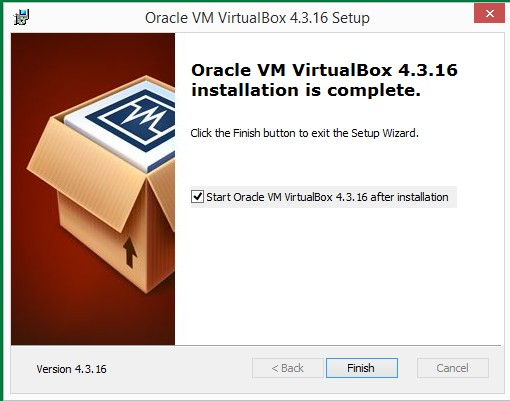 Oracle VM VirtualBox 4.3.16 Setup
Oracle VM VirtualBox 4.3.16
installation is complete.
Click the Finish button to exit the Setup Wizard.
Start Oracle VM VirtualBox 4.3.16 after installation
Version 4.3.16
< Back
Finish
Cancel